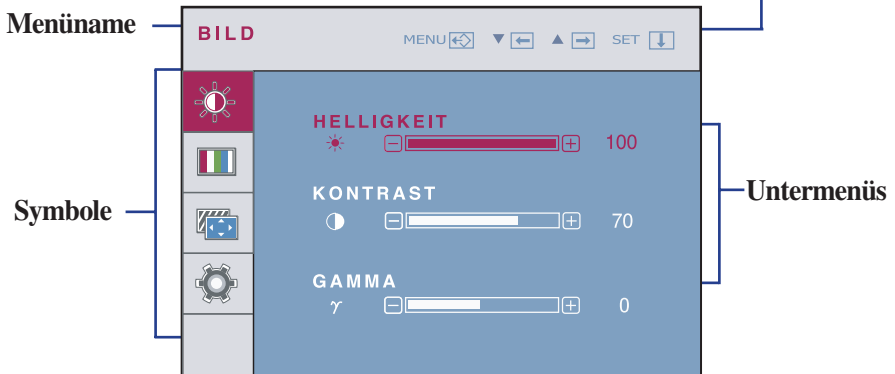 Menüname
BILD MENU ▼ ▲ SET
HELLIGKEIT
100
KONTRAST
70
GAMMA
γ 0
Symbole
Untermenüs